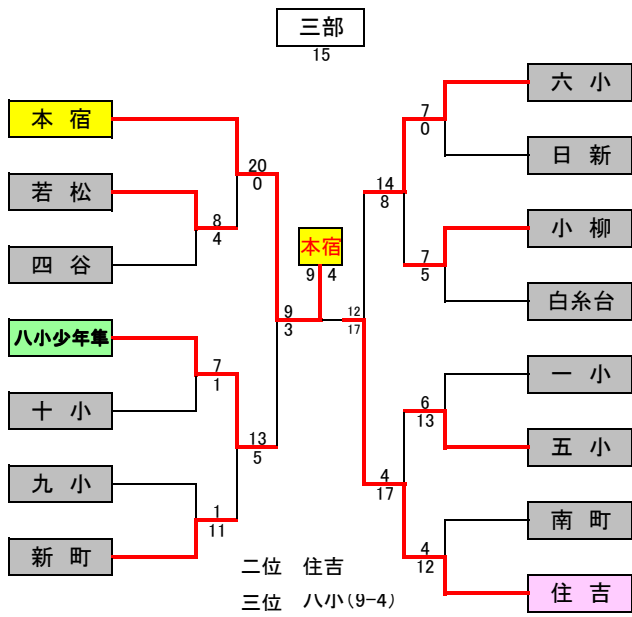 三部
15
六 小
本 宿
7
0
日 新
20
0
14
8
若 松
8
4
小 柳
本宿
9 4
四 谷
7
5
白糸台
9
3
12
17
八小少年隼
7
1
一 小
十 小
6
13
13
5
五 小
九 小
4
17
1
11
南 町
新 町
4
12
二位 住吉
住 吉
三位 八小(9-4)